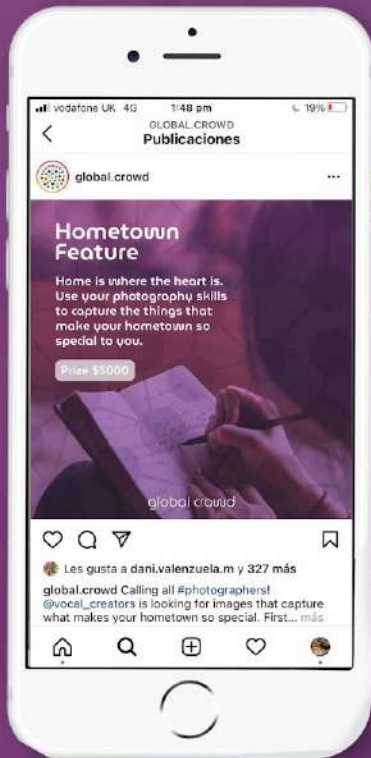 vodafone UK 4G 1:48 pm 19%
GLOBAL.CROWD
Publicaciones
global.crowd
Hometown
Feature
Home is where the heart is.
Use your photography skills
to capture the things that
make your hometown so
special to you.
Prize $5000
global crowd
Les gusta a dani.valenzuela.m y 327 más
global.crowd Calling all #photographers!
@vocal_creators is looking for images that capture
what makes your hometown so special. First... más